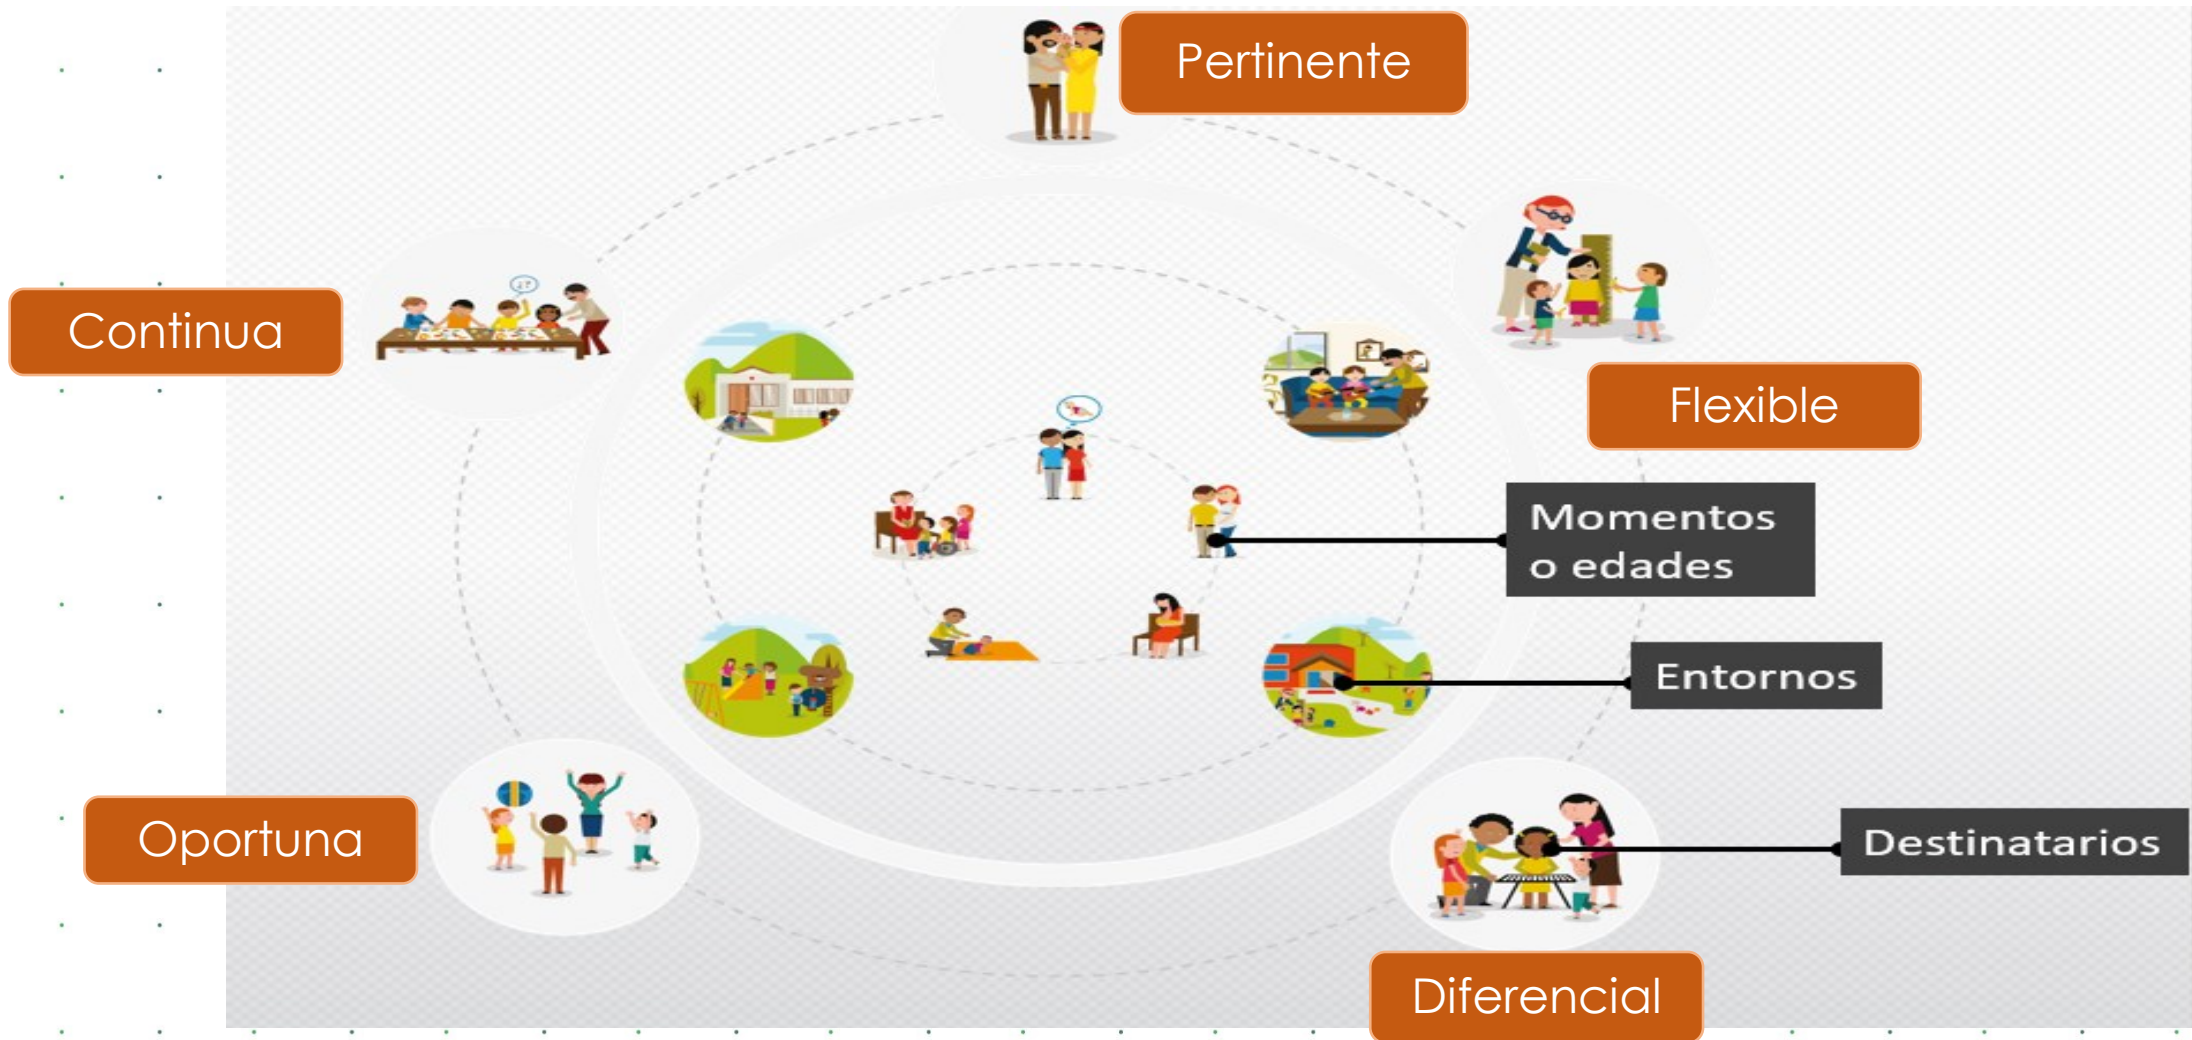 Pertinente
Continua
Flexible
Momentos
o edades
Entornos
Oportuna
Destinatarios
Diferencial